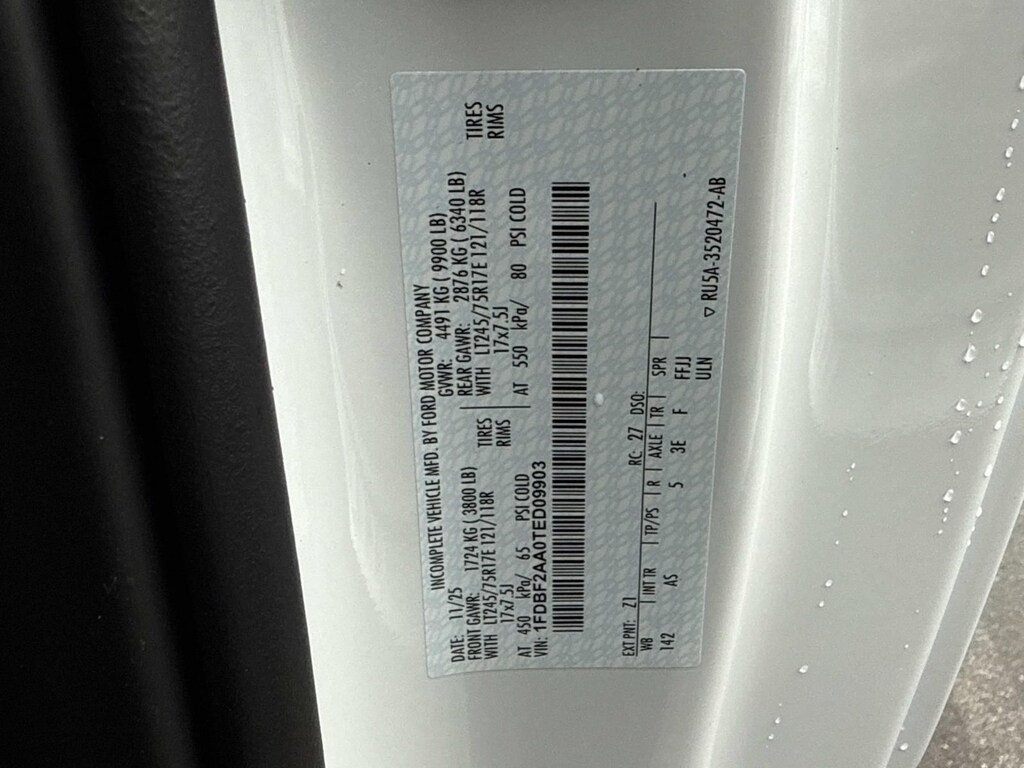 INCOMPLETE VEHICLE MFD. BY FORD MOTOR COMPANY
DATE: 11/25 GVWR: 4491 KG ( 9900 LB)
FRONT GAWR: 1724 KG ( 3800 LB) REAR GAWR: 2876 KG ( 6340 LB)
WITH LT245/75R17E 121/118R TIRES WITH LT245/75R17E 121/118R TIRES
17x7.5J RIMS 17x7.5J RIMS
AT 450 kPa/ 65 PSI COLD AT 550 kPa/ 80 PSI COLD
VIN: 1FDBF2AA0TED09903
EXT PNT: Z1 RC: 27 DSO:
WB INT TR TP/PS R AXLE TR SPR
142 AS 5 3E F FFJJ
ULN
▽ RU5A-3520472-AB